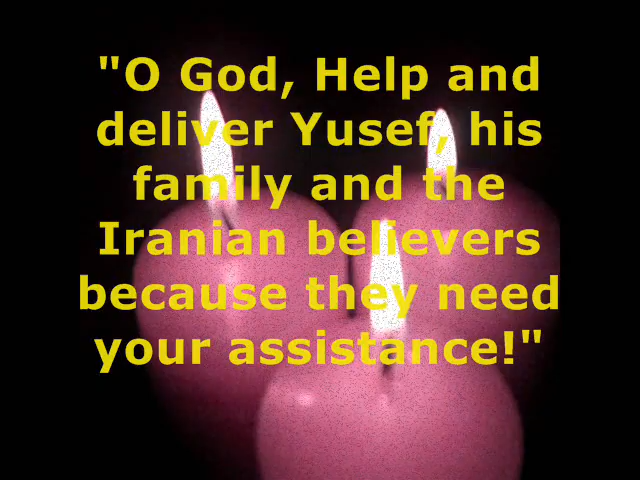 "O God, Help and
deliver Yusef, his
family and the
Iranian believers
because they need
your assistance!"